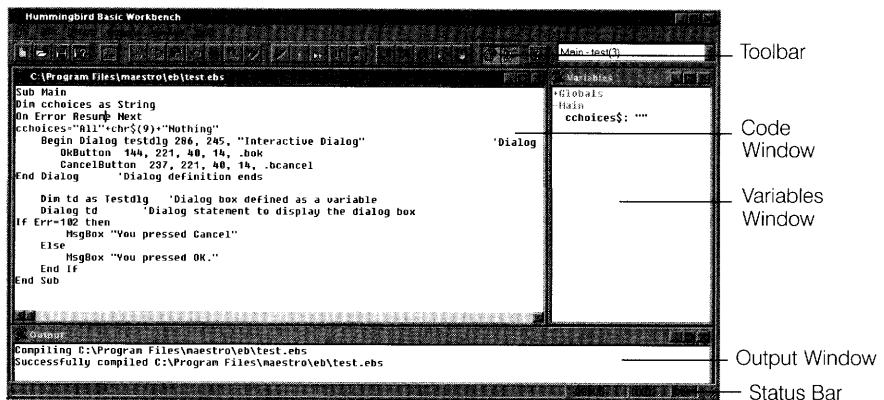 Hummingbird Basic Workbench
Main - test(3)
Toolbar
C:\Program Files\maestro\eb\test.ebs
Variables
Sub Main
Dim cchoices as String
On Error Resume Next
cchoices="All"+chr$(9)+"Nothing"
Begin Dialog testdlg 286, 245, "Interactive Dialog" 'Dialog
OkButton 144, 221, 40, 14, .bok
CancelButton 237, 221, 40, 14, .bcancel
End Dialog 'Dialog definition ends
Dim td as Testdlg 'Dialog box defined as a variable
Dialog td 'Dialog statement to display the dialog box
If Err=102 then
MsgBox "You pressed Cancel"
Else
MsgBox "You pressed OK."
End If
End Sub
+Globals
-Main
cchoices$: ""
Code
Window
Variables
Window
Output
Compiling C:\Program Files\maestro\eb\test.ebs
Successfully compiled C:\Program Files\maestro\eb\test.ebs
Output Window
Status Bar